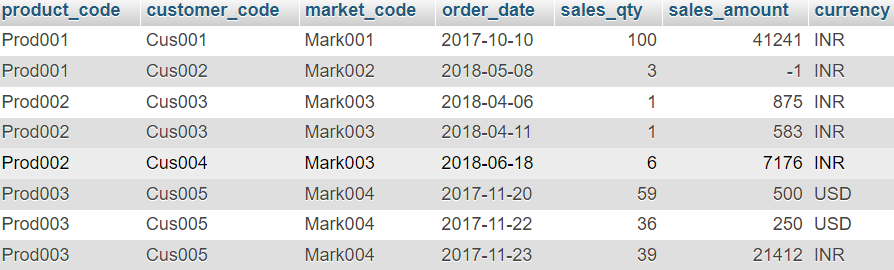 product_code customer_code market_code order_date sales_qty sales_amount currency
Prod001 Cus001 Mark001 2017-10-10 100 41241 INR
Prod001 Cus002 Mark002 2018-05-08 3 -1 INR
Prod002 Cus003 Mark003 2018-04-06 1 875 INR
Prod002 Cus003 Mark003 2018-04-11 1 583 INR
Prod002 Cus004 Mark003 2018-06-18 6 7176 INR
Prod003 Cus005 Mark004 2017-11-20 59 500 USD
Prod003 Cus005 Mark004 2017-11-22 36 250 USD
Prod003 Cus005 Mark004 2017-11-23 39 21412 INR